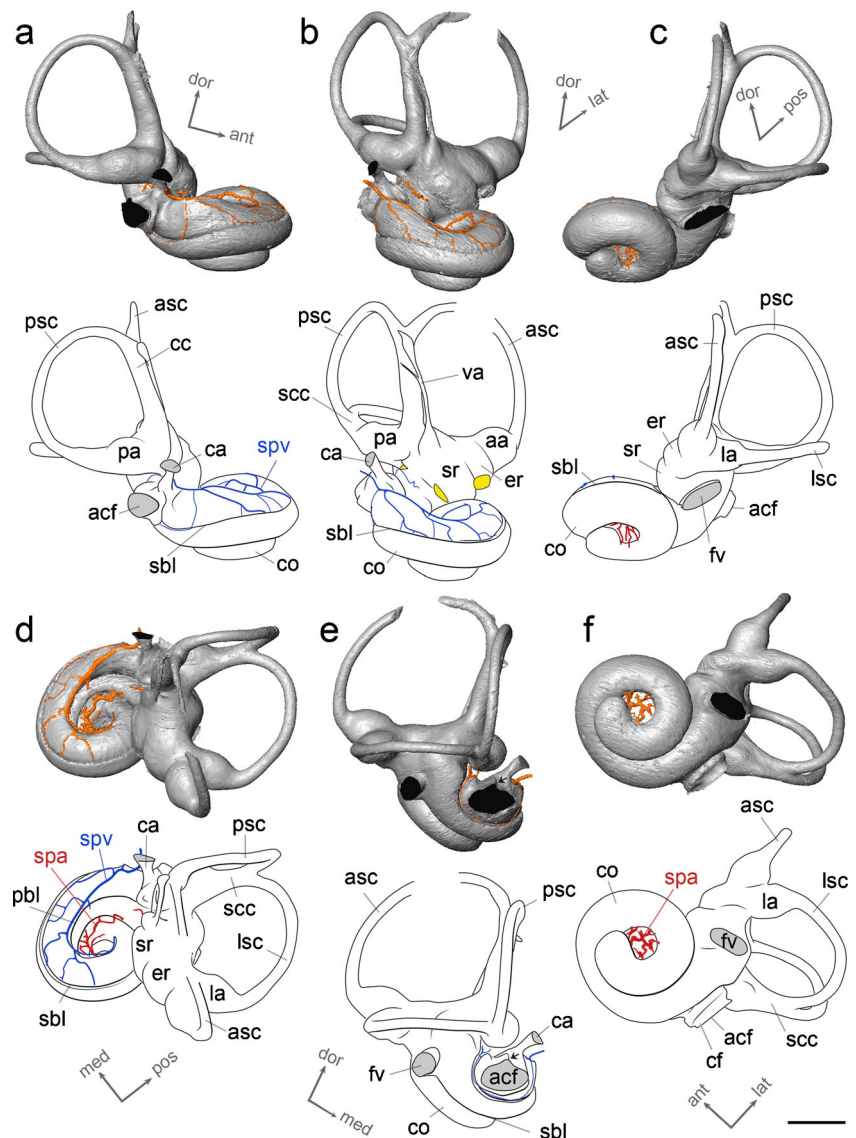 a
b
c
dor
ant
dor
lat
dor
pos
asc
psc
cc
ca
pa
spv
acf
sbl
co
psc
asc
va
scc
pa
aa
ca
sr
er
sbl
co
psc
asc
er
sr
la
sbl
lsc
co
acf
fv
d
e
f
ca
psc
spv
spa
pbl
scc
sr
lsc
er
la
sbl
asc
med
pos
asc
psc
ca
fv
acf
dor
med
co
sbl
asc
co
spa
lsc
la
fv
acf
cf
scc
ant
lat